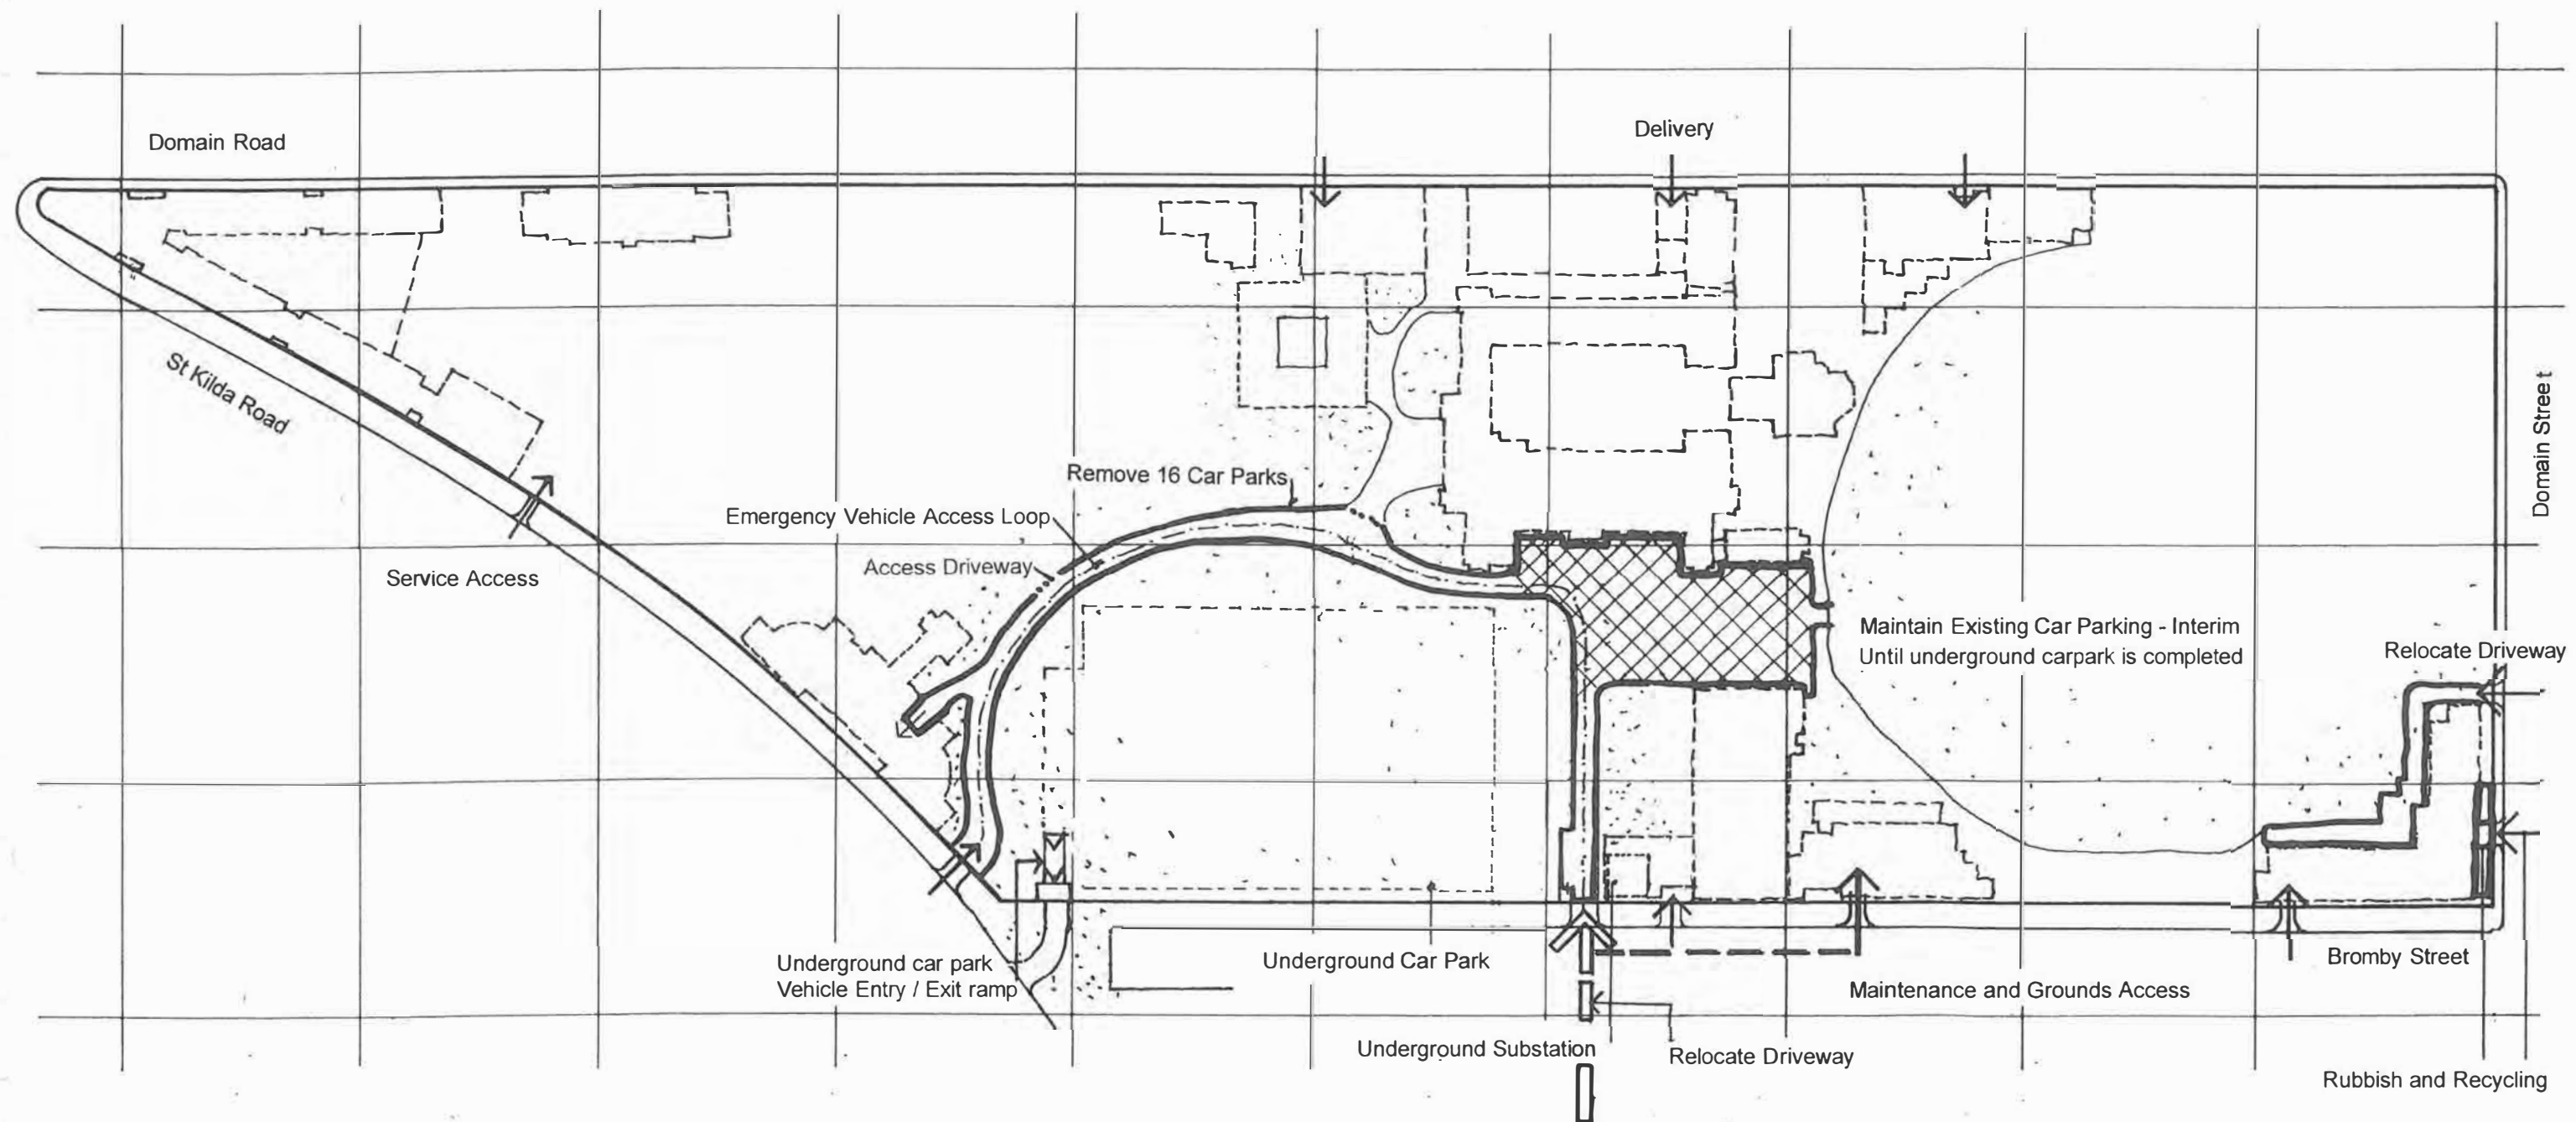 Domain Road
Delivery
St Kilda Road
Domain Street
Remove 16 Car Parks
Emergency Vehicle Access Loop
Access Driveway
Service Access
Maintain Existing Car Parking - Interim
Until underground carpark is completed
Relocate Driveway
Underground car park
Vehicle Entry / Exit ramp
Underground Car Park
Bromby Street
Maintenance and Grounds Access
Underground Substation
Relocate Driveway
Rubbish and Recycling